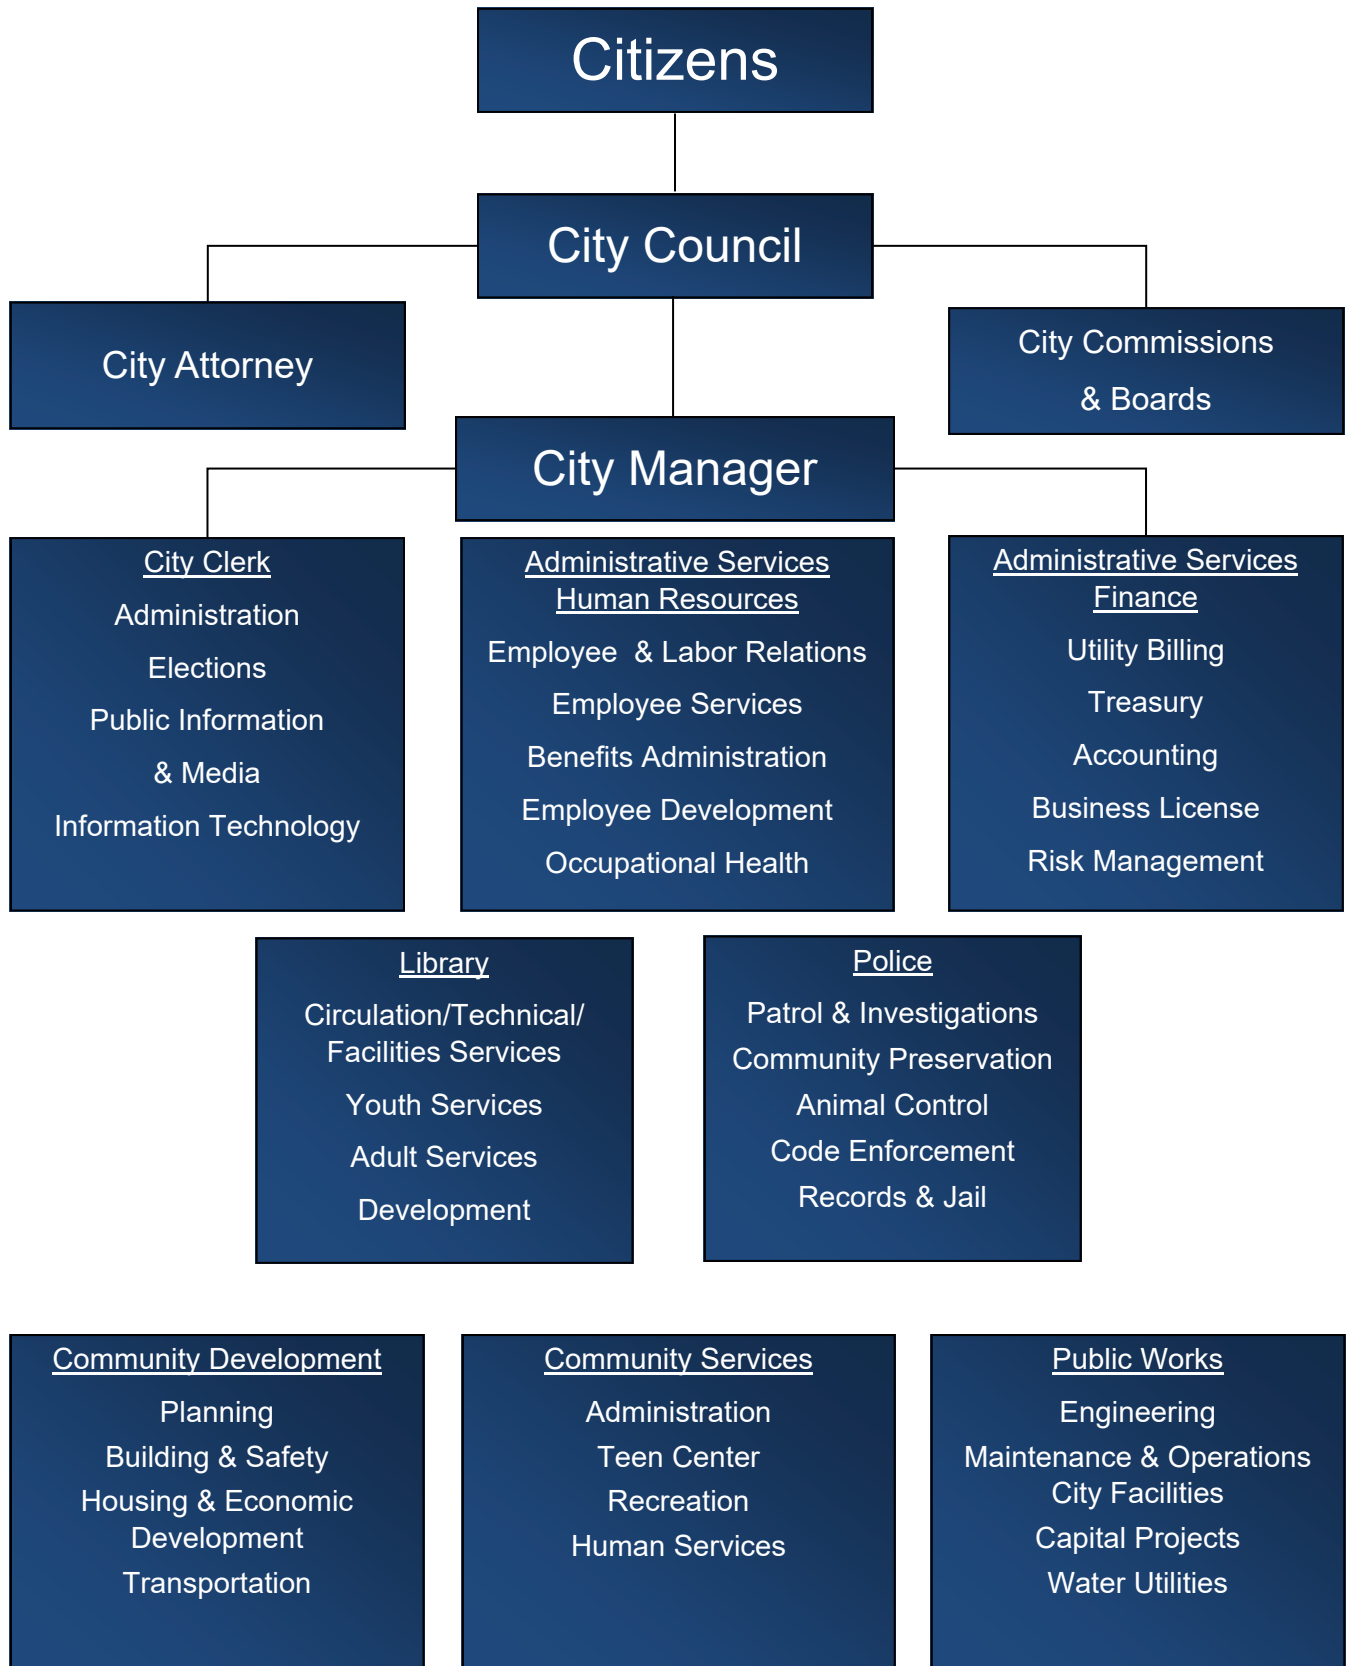 Citizens
City Council
City Attorney
City Commissions
& Boards
City Manager
City Clerk
Administration
Elections
Public Information
& Media
Information Technology
Administrative Services
Human Resources
Employee  & Labor Relations
Employee Services
Benefits Administration
Employee Development
Occupational Health
Administrative Services
Finance
Utility Billing
Treasury
Accounting
Business License
Risk Management
Library
Circulation/Technical/
Facilities Services
Youth Services
Adult Services
Development
Police
Patrol & Investigations
Community Preservation
Animal Control
Code Enforcement
Records & Jail
Community Development
Planning
Building & Safety
Housing & Economic
Development
Transportation
Community Services
Administration
Teen Center
Recreation
Human Services
Public Works
Engineering
Maintenance & Operations
City Facilities
Capital Projects
Water Utilities